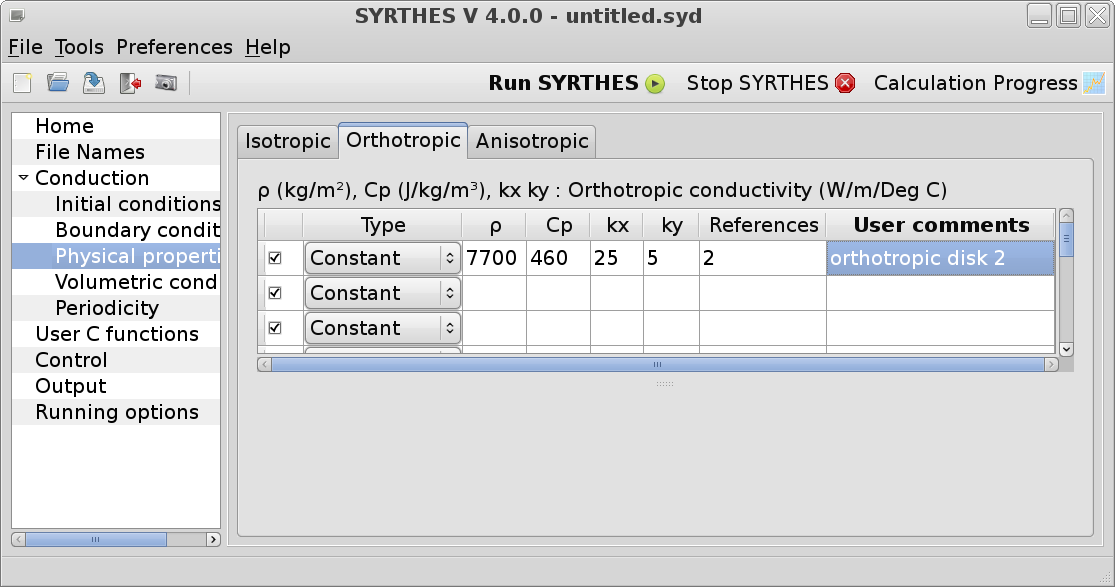 SYRTHES V 4.0.0 - untitled.syd
File Tools Preferences Help
Run SYRTHES Stop SYRTHES Calculation Progress
Home
File Names
Conduction
Initial conditions
Boundary condit
Physical properti
Volumetric cond
Periodicity
User C functions
Control
Output
Running options
Isotropic Orthotropic Anisotropic
ρ (kg/m²), Cp (J/kg/m³), kx ky : Orthotropic conductivity (W/m/Deg C)
Type ρ Cp kx ky References User comments
Constant 7700 460 25 5 2 orthotropic disk 2
Constant
Constant